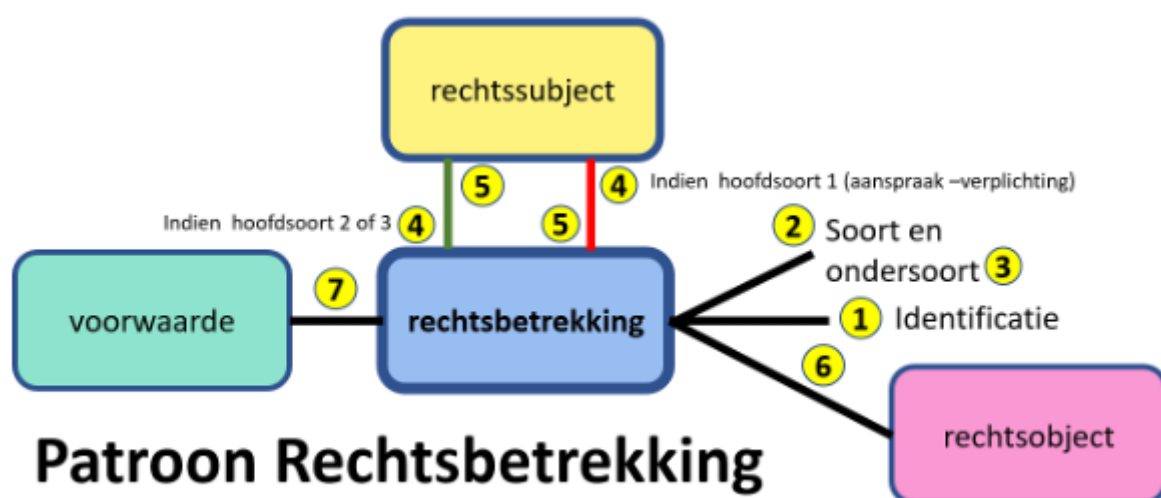 rechtssubject
5
4 Indien hoofdsoort 1 (aanspraak –verplichting)
Indien hoofdsoort 2 of 3 4
5
2 Soort en
ondersoort 3
voorwaarde
7
rechtsbetrekking
1 Identificatie
6
rechtsobject
Patroon Rechtsbetrekking